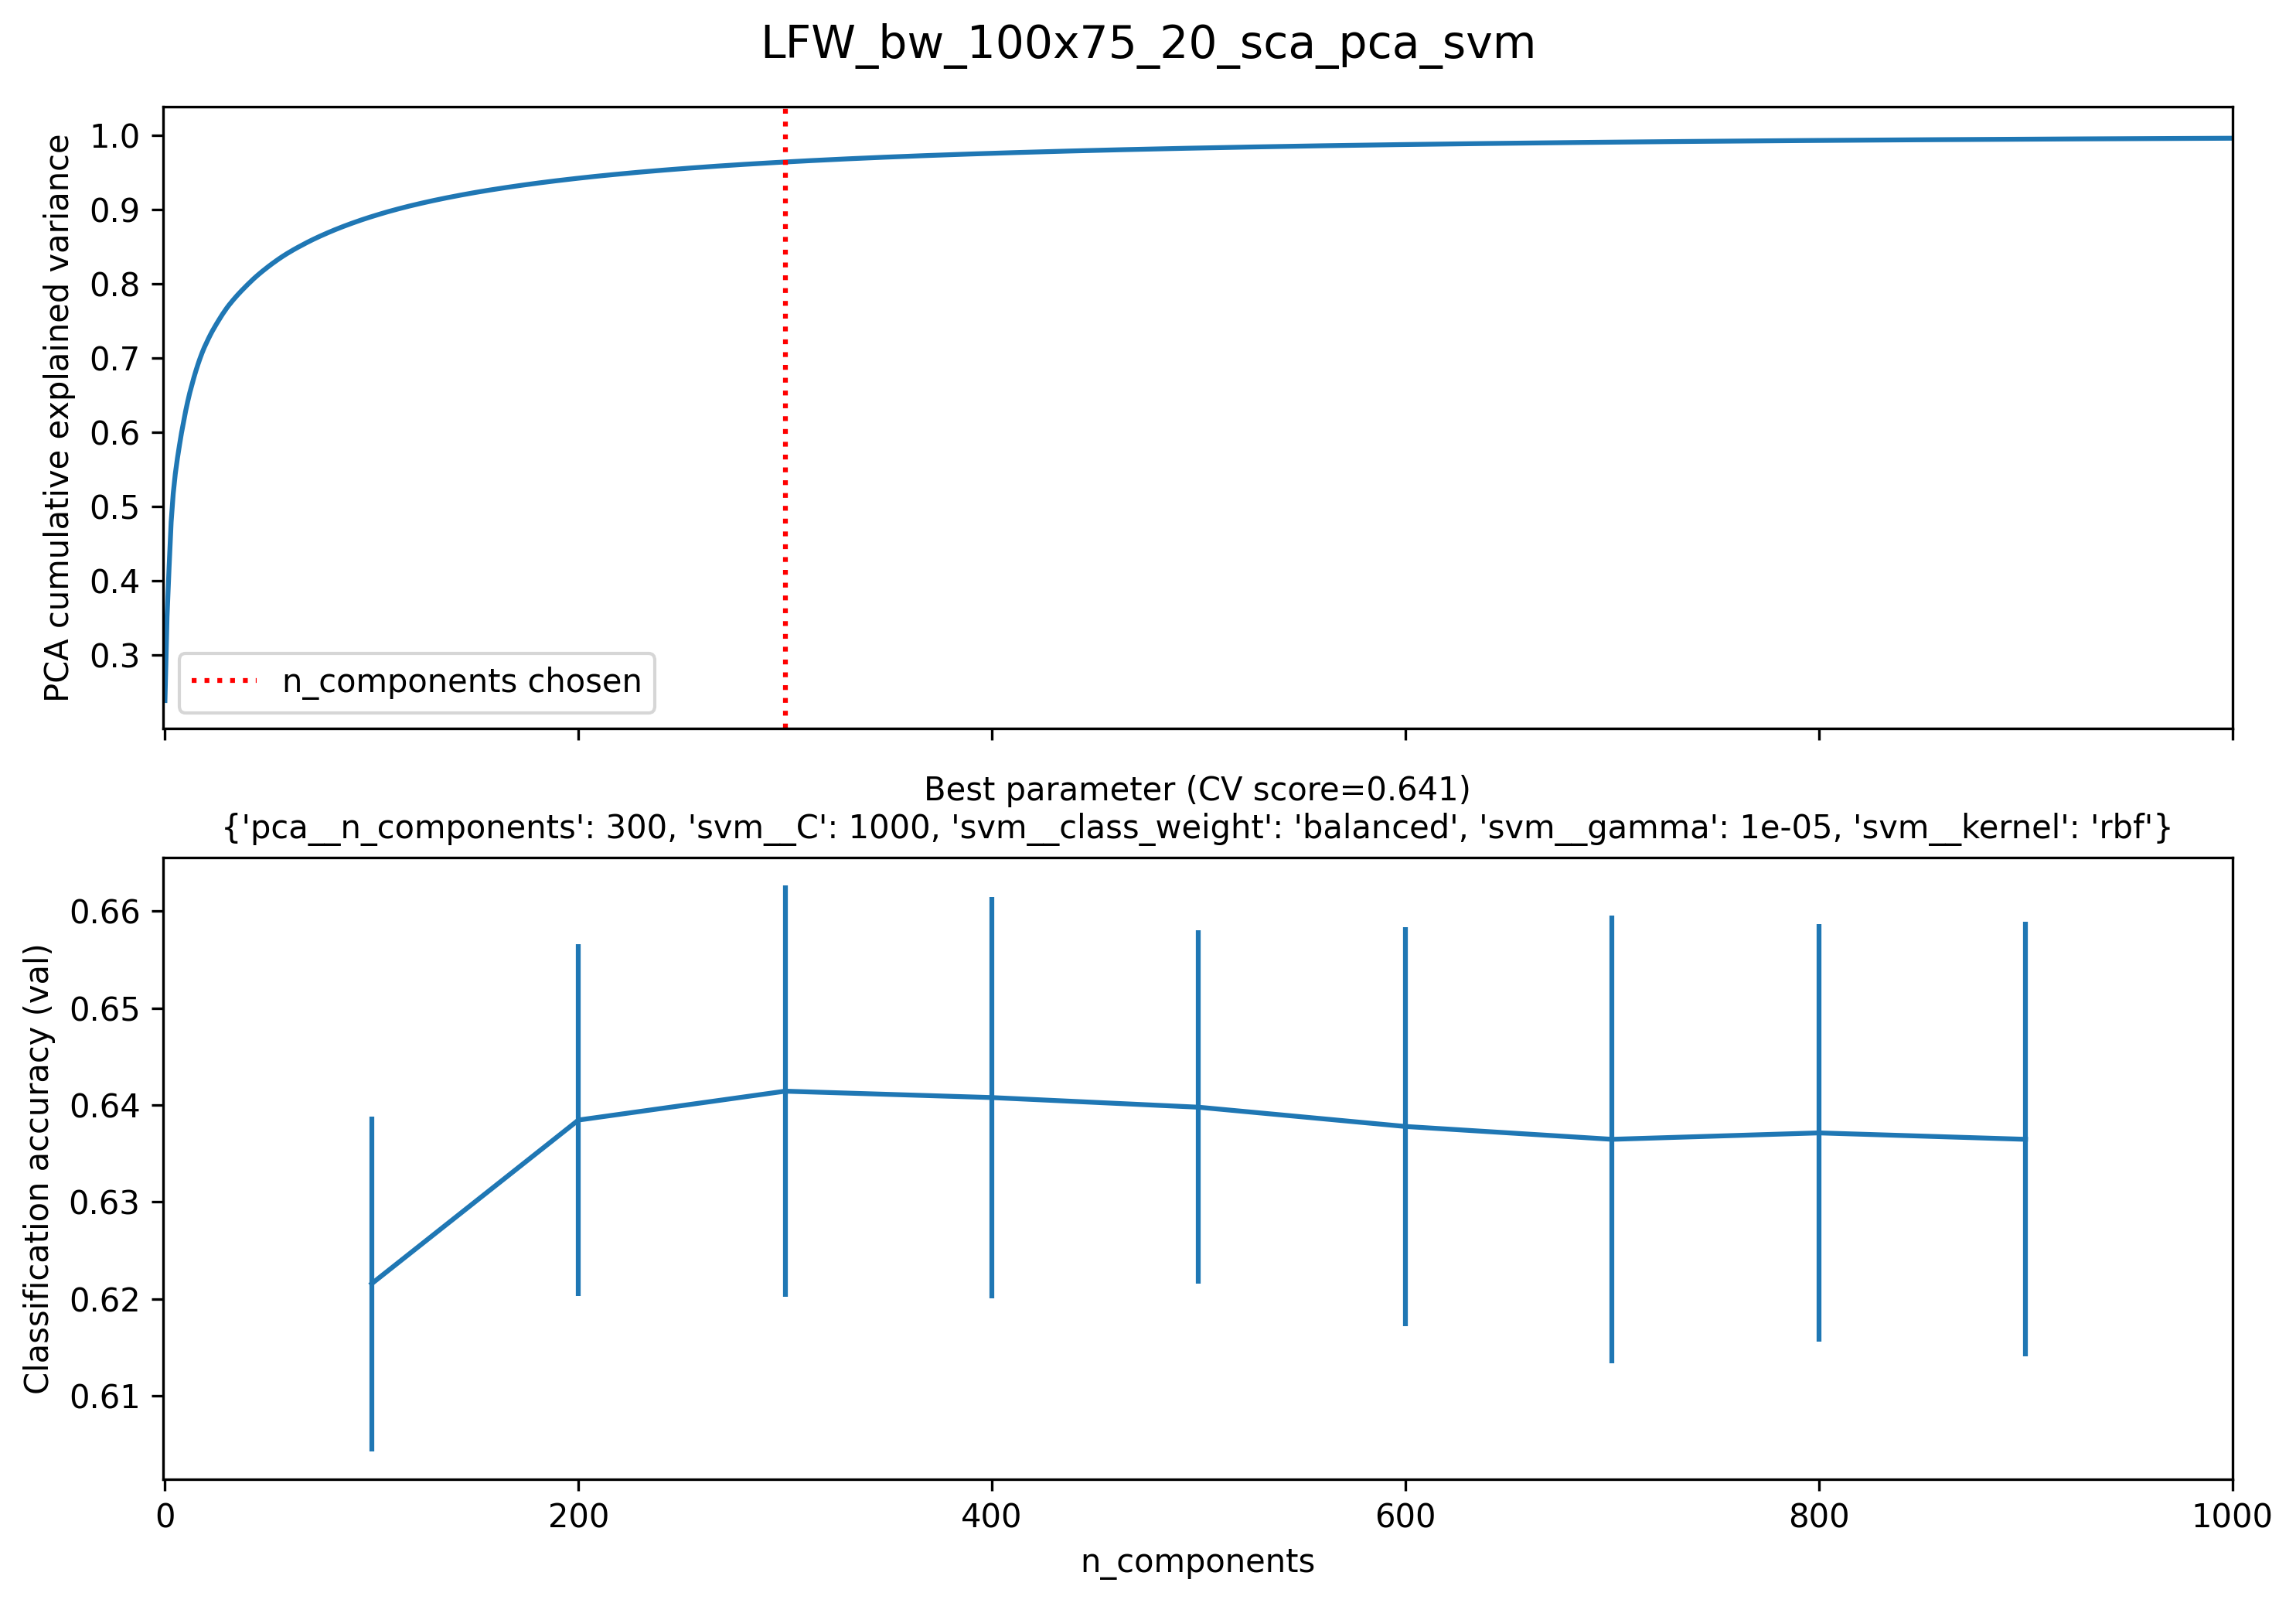 LFW_bw_100x75_20_sca_pca_svm
PCA cumulative explained variance
1.0
0.9
0.8
0.7
0.6
0.5
0.4
0.3
n_components chosen
Best parameter (CV score=0.641)
{'pca__n_components': 300, 'svm__C': 1000, 'svm__class_weight': 'balanced', 'svm__gamma': 1e-05, 'svm__kernel': 'rbf'}
Classification accuracy (val)
0.66
0.65
0.64
0.63
0.62
0.61
0 200 400 600 800 1000
n_components